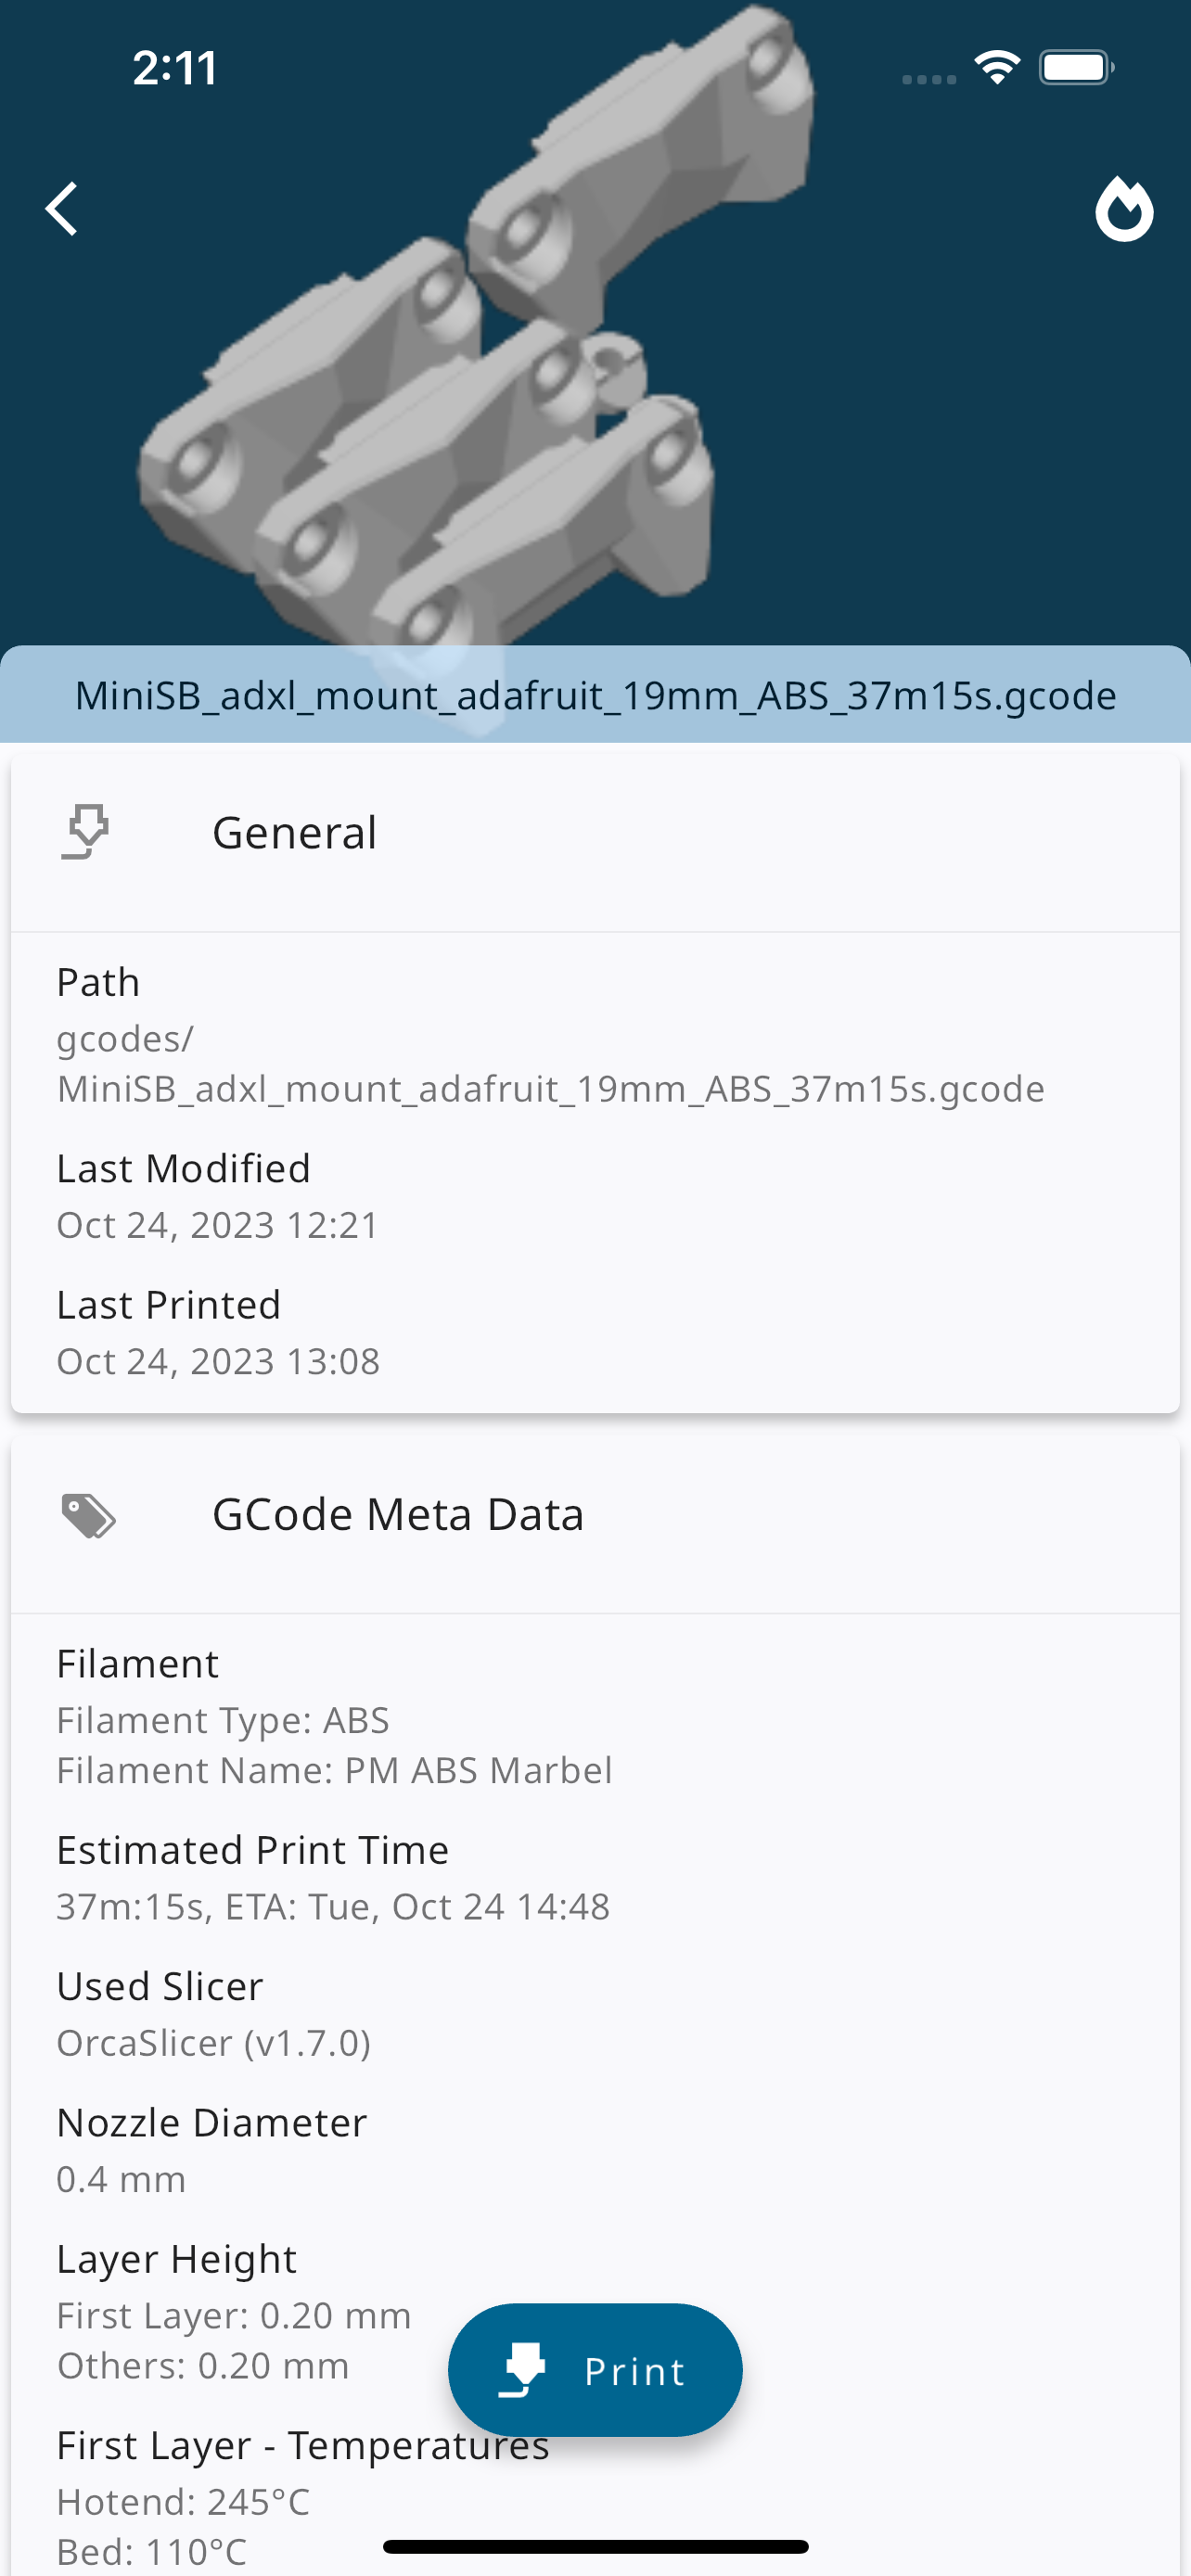 2:11
MiniSB_adxl_mount_adafruit_19mm_ABS_37m15s.gcode
General
Path
gcodes/
MiniSB_adxl_mount_adafruit_19mm_ABS_37m15s.gcode
Last Modified
Oct 24, 2023 12:21
Last Printed
Oct 24, 2023 13:08
GCode Meta Data
Filament
Filament Type: ABS
Filament Name: PM ABS Marbel
Estimated Print Time
37m:15s, ETA: Tue, Oct 24 14:48
Used Slicer
OrcaSlicer (v1.7.0)
Nozzle Diameter
0.4 mm
Layer Height
First Layer: 0.20 mm
Others: 0.20 mm
Print
First Layer - Temperatures
Hotend: 245°C
Bed: 110°C